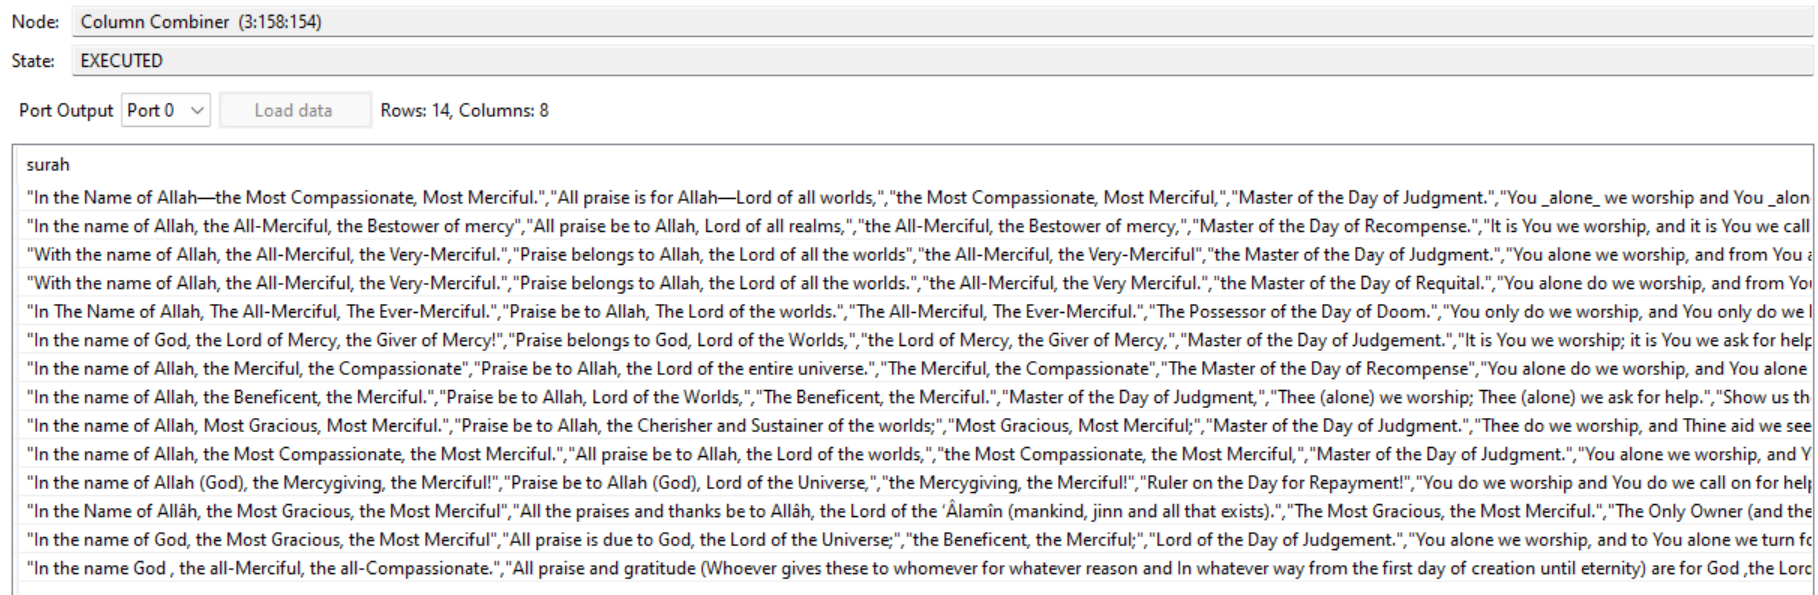 Node: Column Combiner (3:158:154)
State: EXECUTED
Port Output Port 0 Load data Rows: 14, Columns: 8
surah
"In the Name of Allah—the Most Compassionate, Most Merciful.","All praise is for Allah—Lord of all worlds,","the Most Compassionate, Most Merciful,","Master of the Day of Judgment.","You _alone_ we worship and You _alon
"In the name of Allah, the All-Merciful, the Bestower of mercy","All praise be to Allah, Lord of all realms,","the All-Merciful, the Bestower of mercy,","Master of the Day of Recompense.","It is You we worship, and it is You we call
"With the name of Allah, the All-Merciful, the Very-Merciful.","Praise belongs to Allah, the Lord of all the worlds","the All-Merciful, the Very-Merciful","the Master of the Day of Judgment.","You alone we worship, and from You a
"With the name of Allah, the All-Merciful, the Very-Merciful.","Praise belongs to Allah, the Lord of all the worlds.","the All-Merciful, the Very Merciful.","the Master of the Day of Requital.","You alone do we worship, and from You
"In The Name of Allah, The All-Merciful, The Ever-Merciful.","Praise be to Allah, The Lord of the worlds.","The All-Merciful, The Ever-Merciful.","The Possessor of the Day of Doom.","You only do we worship, and You only do we
"In the name of God, the Lord of Mercy, the Giver of Mercy!","Praise belongs to God, Lord of the Worlds,","the Lord of Mercy, the Giver of Mercy,","Master of the Day of Judgement.","It is You we worship; it is You we ask for help
"In the name of Allah, the Merciful, the Compassionate","Praise be to Allah, the Lord of the entire universe.","The Merciful, the Compassionate","The Master of the Day of Recompense","You alone do we worship, and You alone
"In the name of Allah, the Beneficent, the Merciful.","Praise be to Allah, Lord of the Worlds,","The Beneficent, the Merciful.","Master of the Day of Judgment,","Thee (alone) we worship; Thee (alone) we ask for help.","Show us th
"In the name of Allah, Most Gracious, Most Merciful.","Praise be to Allah, the Cherisher and Sustainer of the worlds;","Most Gracious, Most Merciful;","Master of the Day of Judgment.","Thee do we worship, and Thine aid we see
"In the name of Allah, the Most Compassionate, the Most Merciful.","All praise be to Allah, the Lord of the worlds,","the Most Compassionate, the Most Merciful,","Master of the Day of Judgment.","You alone we worship, and Y
"In the name of Allah (God), the Mercygiving, the Merciful!","Praise be to Allah (God), Lord of the Universe,","the Mercygiving, the Merciful!","Ruler on the Day for Repayment!","You do we worship and You do we call on for help
"In the Name of Allâh, the Most Gracious, the Most Merciful","All the praises and thanks be to Allâh, the Lord of the 'Âlamîn (mankind, jinn and all that exists).","The Most Gracious, the Most Merciful.","The Only Owner (and the
"In the name of God, the Most Gracious, the Most Merciful","All praise is due to God, the Lord of the Universe;","the Beneficent, the Merciful;","Lord of the Day of Judgement.","You alone we worship, and to You alone we turn fo
"In the name God , the all-Merciful, the all-Compassionate.","All praise and gratitude (Whoever gives these to whomever for whatever reason and In whatever way from the first day of creation until eternity) are for God ,the Lord